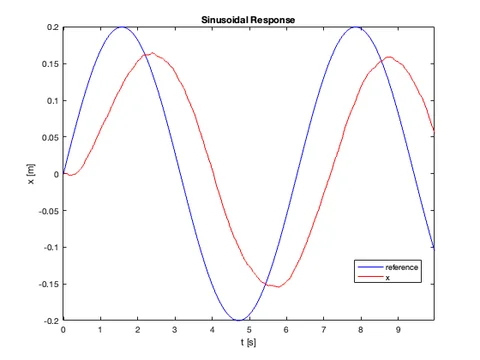 Sinusoidal Response
0.2
0.15
0.1
0.05
0
-0.05
-0.1
-0.15
-0.2
x [m]
0 1 2 3 4 5 6 7 8 9
t [s]
reference
x